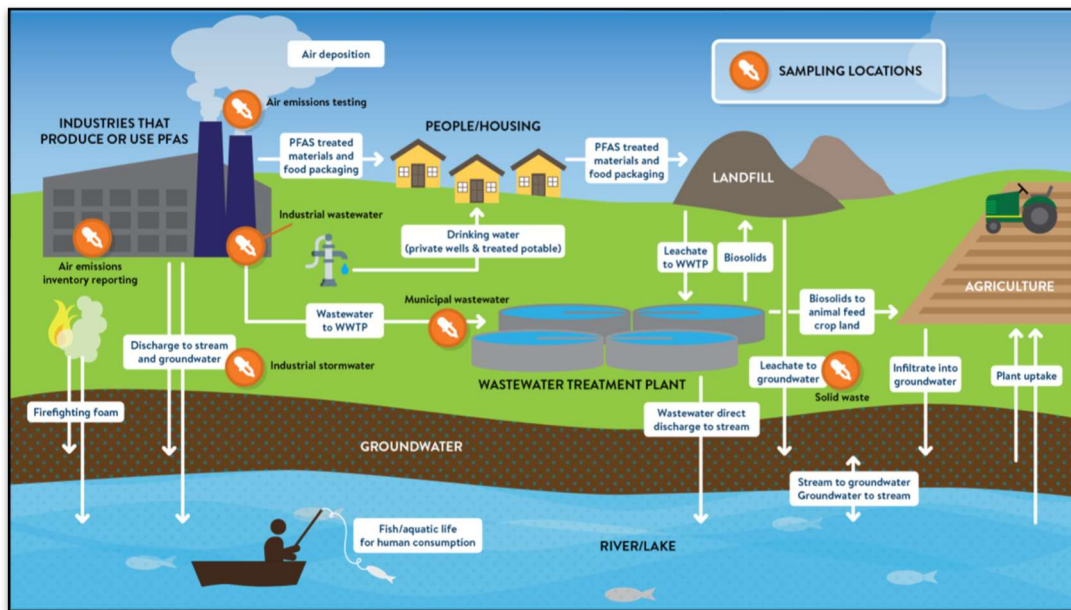 Air deposition
SAMPLING LOCATIONS
Air emissions testing
INDUSTRIES THAT
PRODUCE OR USE PFAS
PEOPLE/HOUSING
PFAS treated
materials and
food packaging
PFAS treated
materials and
food packaging
LANDFILL
Industrial wastewater
Drinking water
(private wells & treated potable)
Leachate
to WWTP
Biosolids
Air emissions
inventory reporting
AGRICULTURE
Municipal wastewater
Wastewater
to WWTP
Biosolids to
animal feed
crop land
Discharge to stream
and groundwater
Industrial stormwater
WASTEWATER TREATMENT PLANT
Leachate to
groundwater
Solid waste
Infiltrate into
groundwater
Plant uptake
Firefighting foam
Wastewater direct
discharge to stream
GROUNDWATER
Stream to groundwater
Groundwater to stream
Fish/aquatic life
for human consumption
RIVER/LAKE